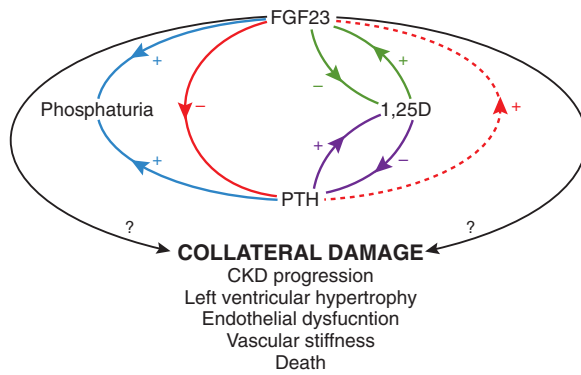 FGF23
+
+
–
–
+
Phosphaturia
1,25D
+
+
–
+
PTH
?
?
COLLATERAL DAMAGE
CKD progression
Left ventricular hypertrophy
Endothelial dysfucntion
Vascular stiffness
Death